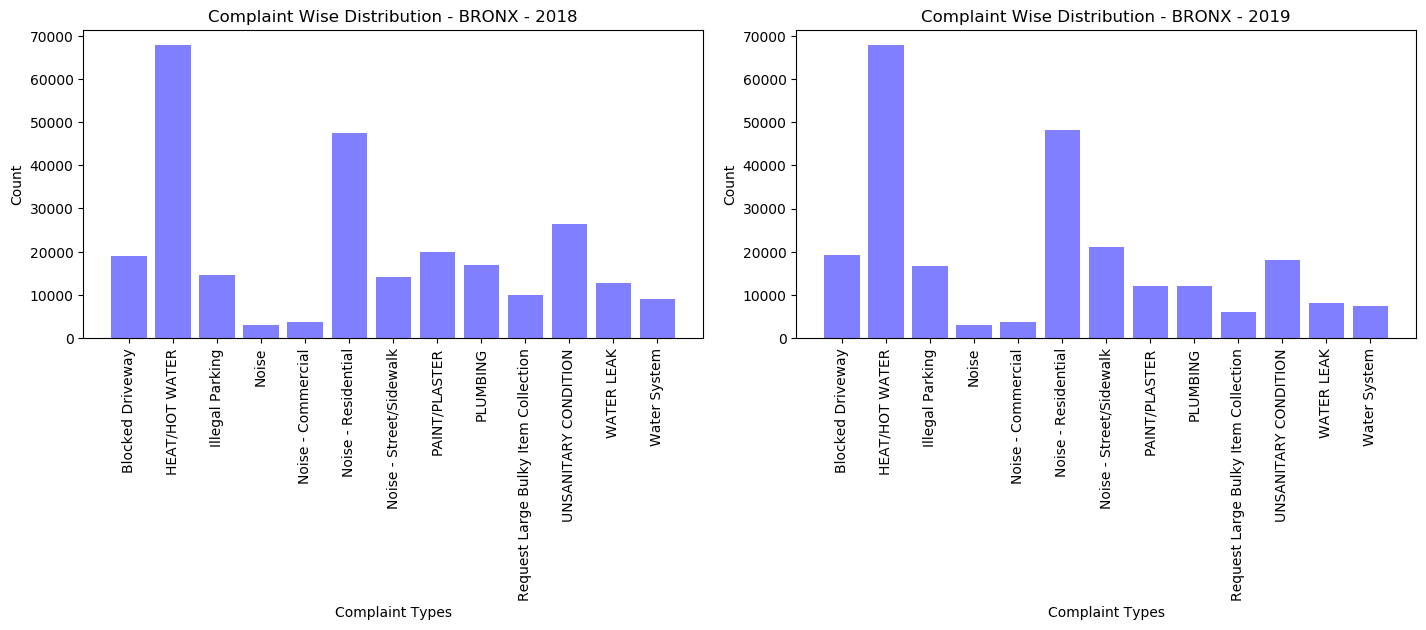 Complaint Wise Distribution - BRONX - 2018
70000
60000
50000
40000
30000
20000
10000
0
Count
Blocked Driveway
HEAT/HOT WATER
Illegal Parking
Noise
Noise - Commercial
Noise - Residential
Noise - Street/Sidewalk
PAINT/PLASTER
PLUMBING
Request Large Bulky Item Collection
UNSANITARY CONDITION
WATER LEAK
Water System
Complaint Types
Complaint Wise Distribution - BRONX - 2019
70000
60000
50000
40000
30000
20000
10000
0
Count
Blocked Driveway
HEAT/HOT WATER
Illegal Parking
Noise
Noise - Commercial
Noise - Residential
Noise - Street/Sidewalk
PAINT/PLASTER
PLUMBING
Request Large Bulky Item Collection
UNSANITARY CONDITION
WATER LEAK
Water System
Complaint Types